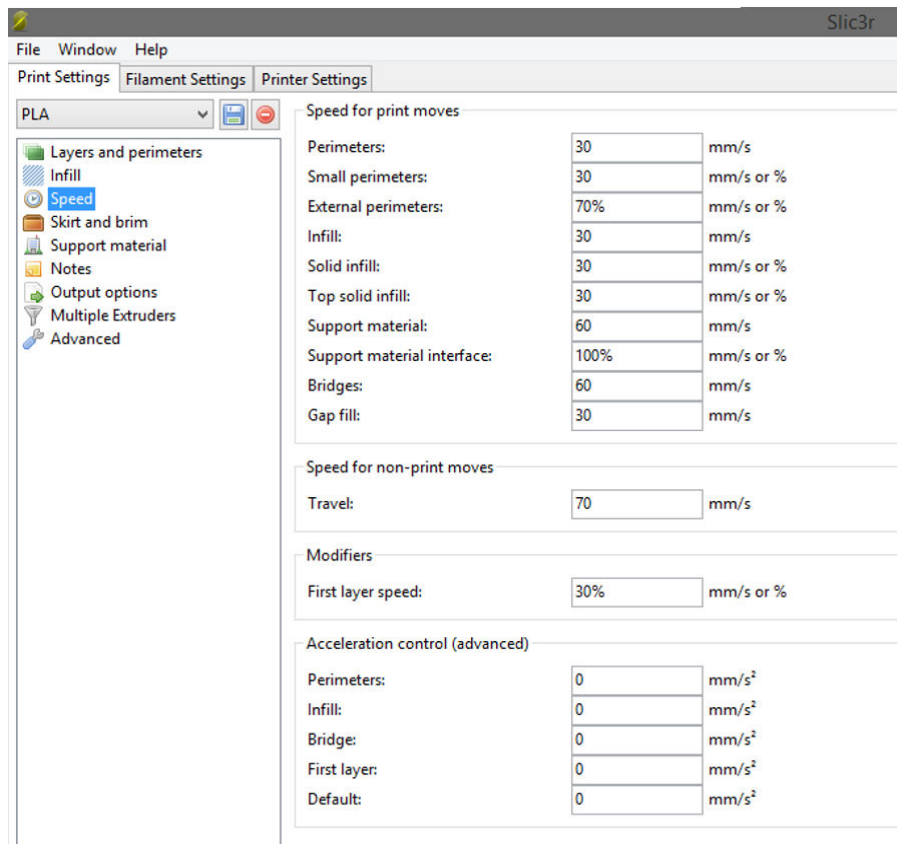 Slic3r
File Window Help
Print Settings Filament Settings Printer Settings
PLA
Layers and perimeters
Infill
Speed
Skirt and brim
Support material
Notes
Output options
Multiple Extruders
Advanced
Speed for print moves
Perimeters: 30 mm/s
Small perimeters: 30 mm/s or %
External perimeters: 70% mm/s or %
Infill: 30 mm/s
Solid infill: 30 mm/s or %
Top solid infill: 30 mm/s or %
Support material: 60 mm/s
Support material interface: 100% mm/s or %
Bridges: 60 mm/s
Gap fill: 30 mm/s
Speed for non-print moves
Travel: 70 mm/s
Modifiers
First layer speed: 30% mm/s or %
Acceleration control (advanced)
Perimeters: 0 mm/s²
Infill: 0 mm/s²
Bridge: 0 mm/s²
First layer: 0 mm/s²
Default: 0 mm/s²